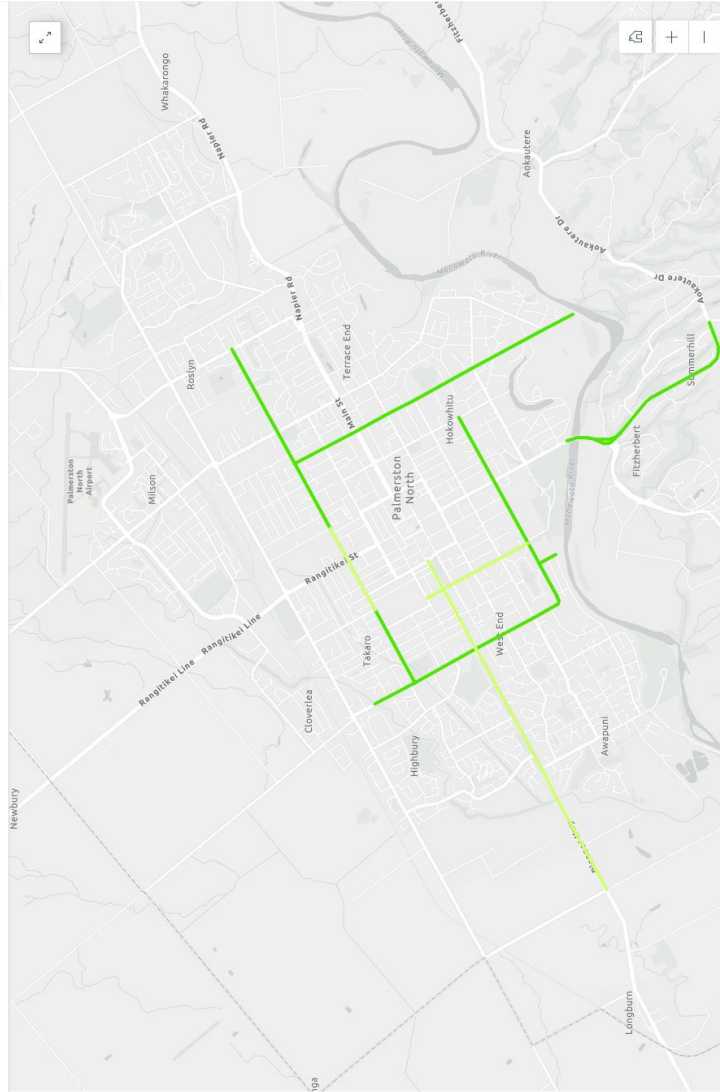 Fitzherber
Whakarongo
Napier Rd
Aokautere
Aokautere Dr
Manawatu River
Aokautere Dr
Napier Rd
Terrace End
Roslyn
Summerhill
Main St
Hokowhitu
Fitzherbert
Palmerston
North
Airport
Milson
Palmerston
North
Manawatu River
Rangitikei St
Rangitikei Line
Rangitikei Line
Takaro
West End
Cloverlea
Highbury
Awapuni
Newbury
Longburn